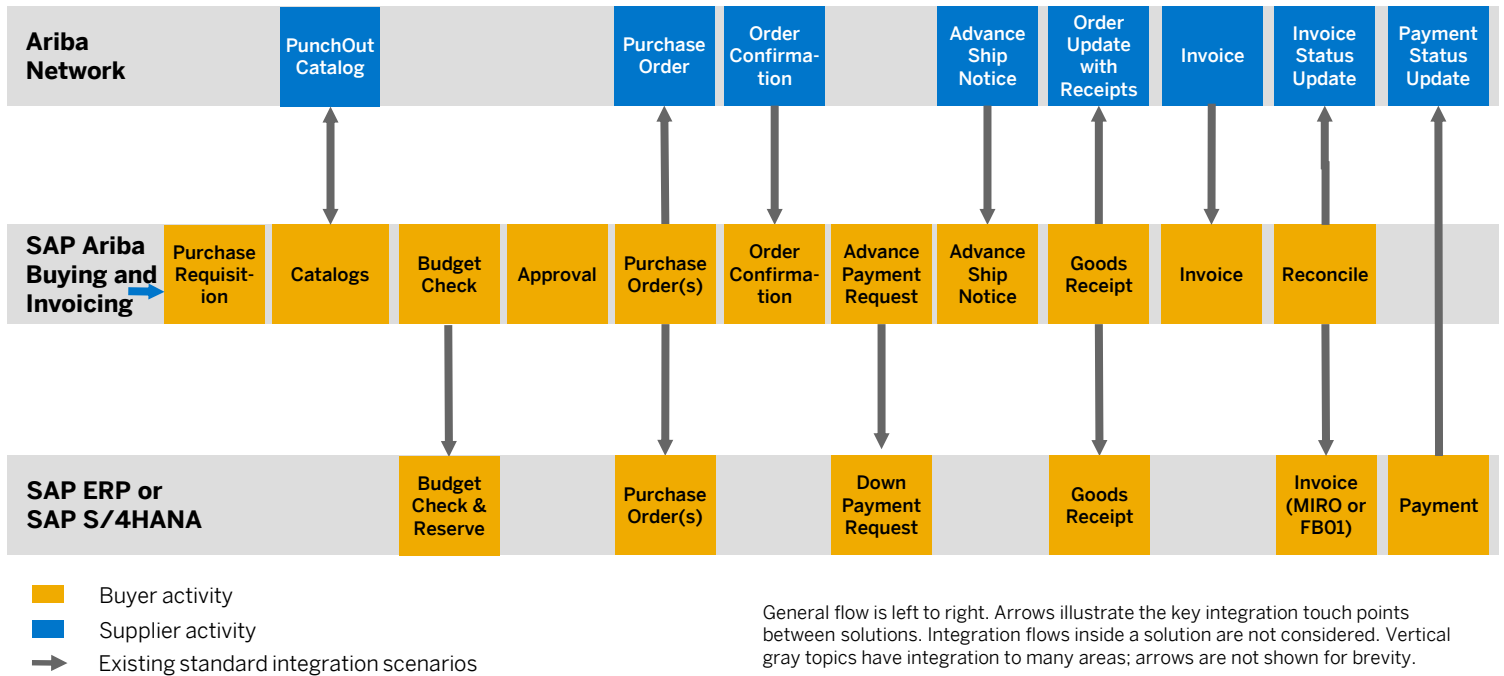 Ariba
Network
PunchOut
Catalog
Purchase
Order
Order
Confirma-
tion
Advance
Ship
Notice
Order
Update
with
Receipts
Invoice
Invoice
Status
Update
Payment
Status
Update
SAP Ariba
Buying and
Invoicing
Purchase
Requisit-
ion
Catalogs
Budget
Check
Approval
Purchase
Order(s)
Order
Confirma-
tion
Advance
Payment
Request
Advance
Ship
Notice
Goods
Receipt
Invoice
Reconcile
SAP ERP or
SAP S/4HANA
Budget
Check &
Reserve
Purchase
Order(s)
Down
Payment
Request
Goods
Receipt
Invoice
(MIRO or
FB01)
Payment
Buyer activity
Supplier activity
Existing standard integration scenarios
General flow is left to right. Arrows illustrate the key integration touch points
between solutions. Integration flows inside a solution are not considered. Vertical
gray topics have integration to many areas; arrows are not shown for brevity.